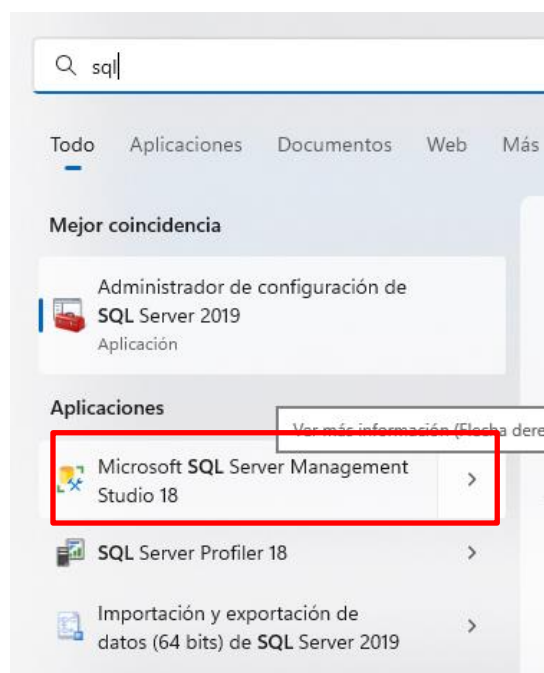 sql
Todo Aplicaciones Documentos Web Más
Mejor coincidencia
Administrador de configuración de
SQL Server 2019
Aplicación
Aplicaciones
Ver más información (Flecha dere
Microsoft SQL Server Management
Studio 18
SQL Server Profiler 18
Importación y exportación de
datos (64 bits) de SQL Server 2019